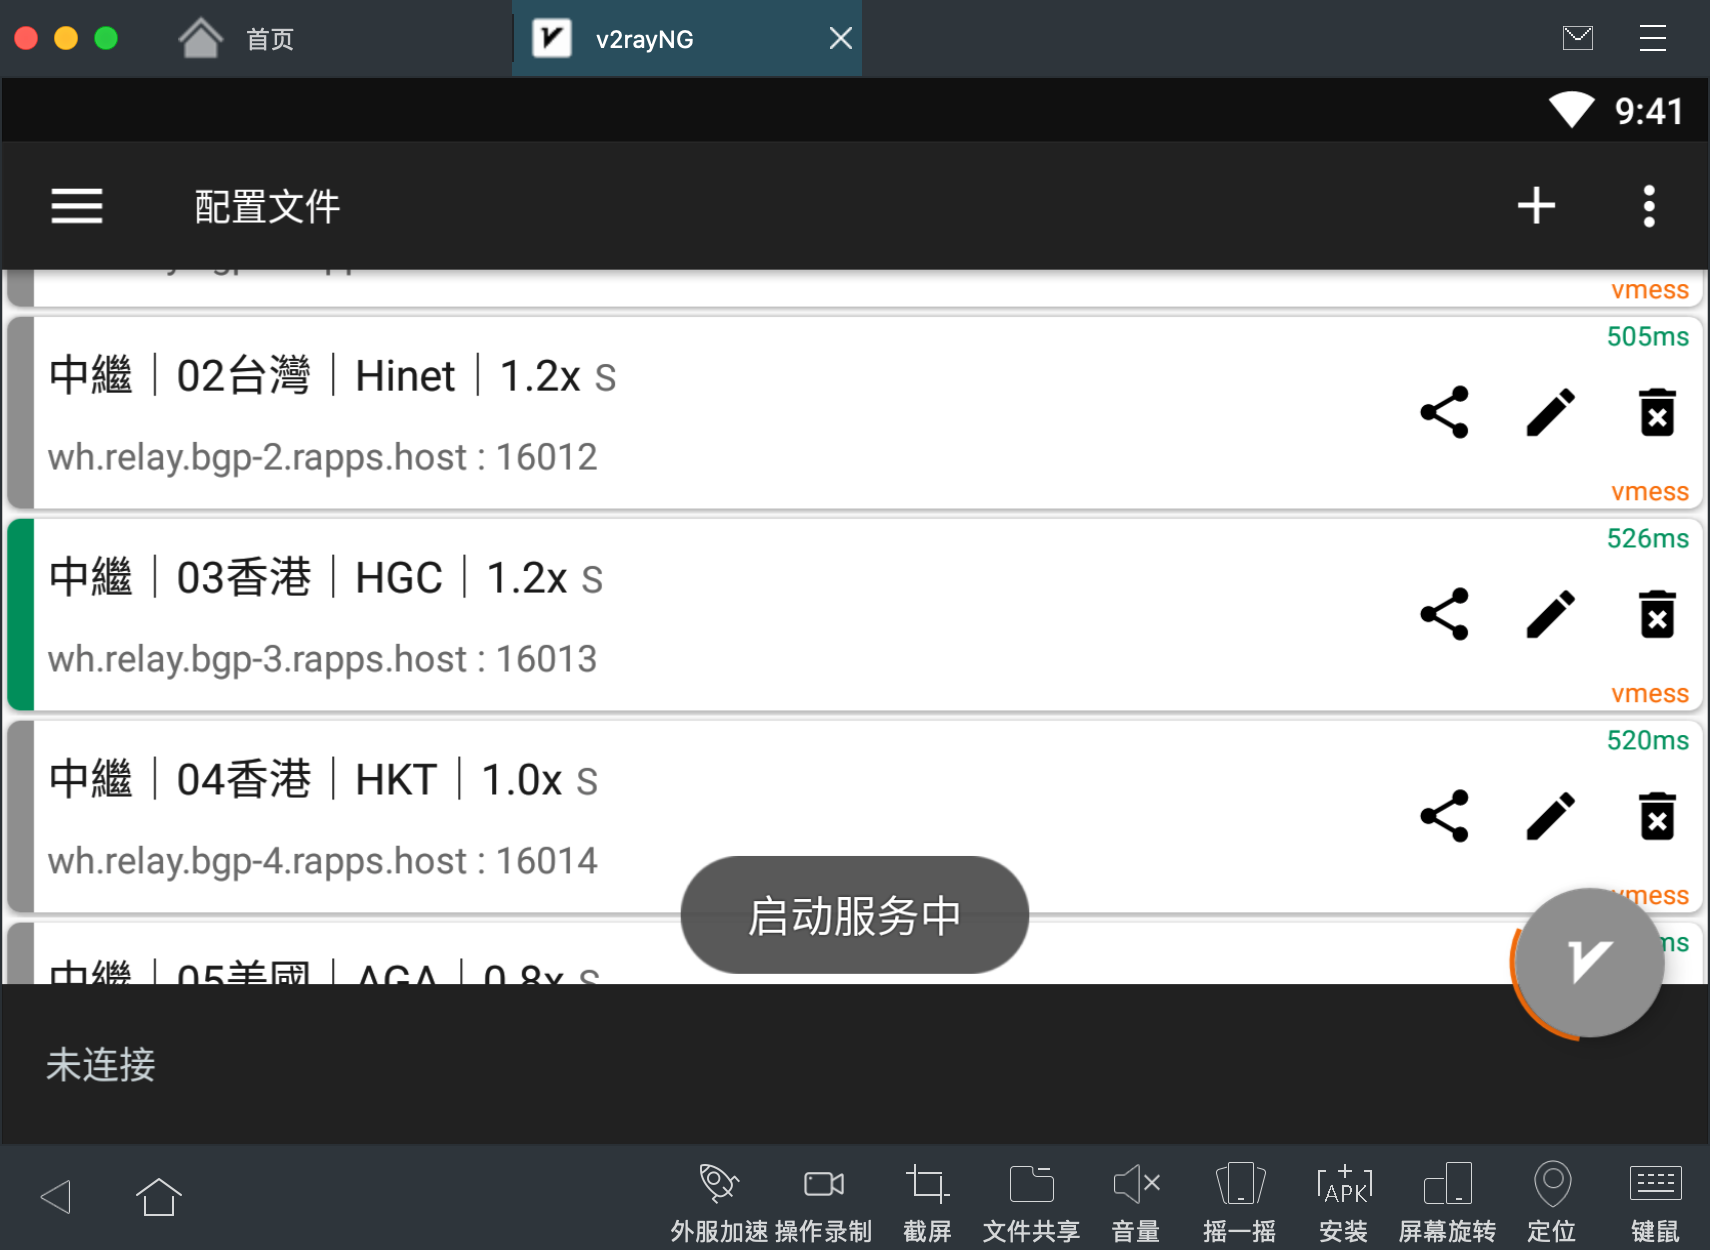 首页
v2rayNG
9:41
配置文件
vmess
505ms
中繼｜02台灣｜Hinet｜1.2x S
wh.relay.bgp-2.rapps.host : 16012
vmess
526ms
中繼｜03香港｜HGC｜1.2x S
wh.relay.bgp-3.rapps.host : 16013
vmess
520ms
中繼｜04香港｜HKT｜1.0x S
wh.relay.bgp-4.rapps.host : 16014
vmess
启动服务中
ms
中繼｜05美國｜AGA｜0.8x S
未连接
APK
外服加速
操作录制
截屏
文件共享
音量
摇一摇
安装
屏幕旋转
定位
键鼠